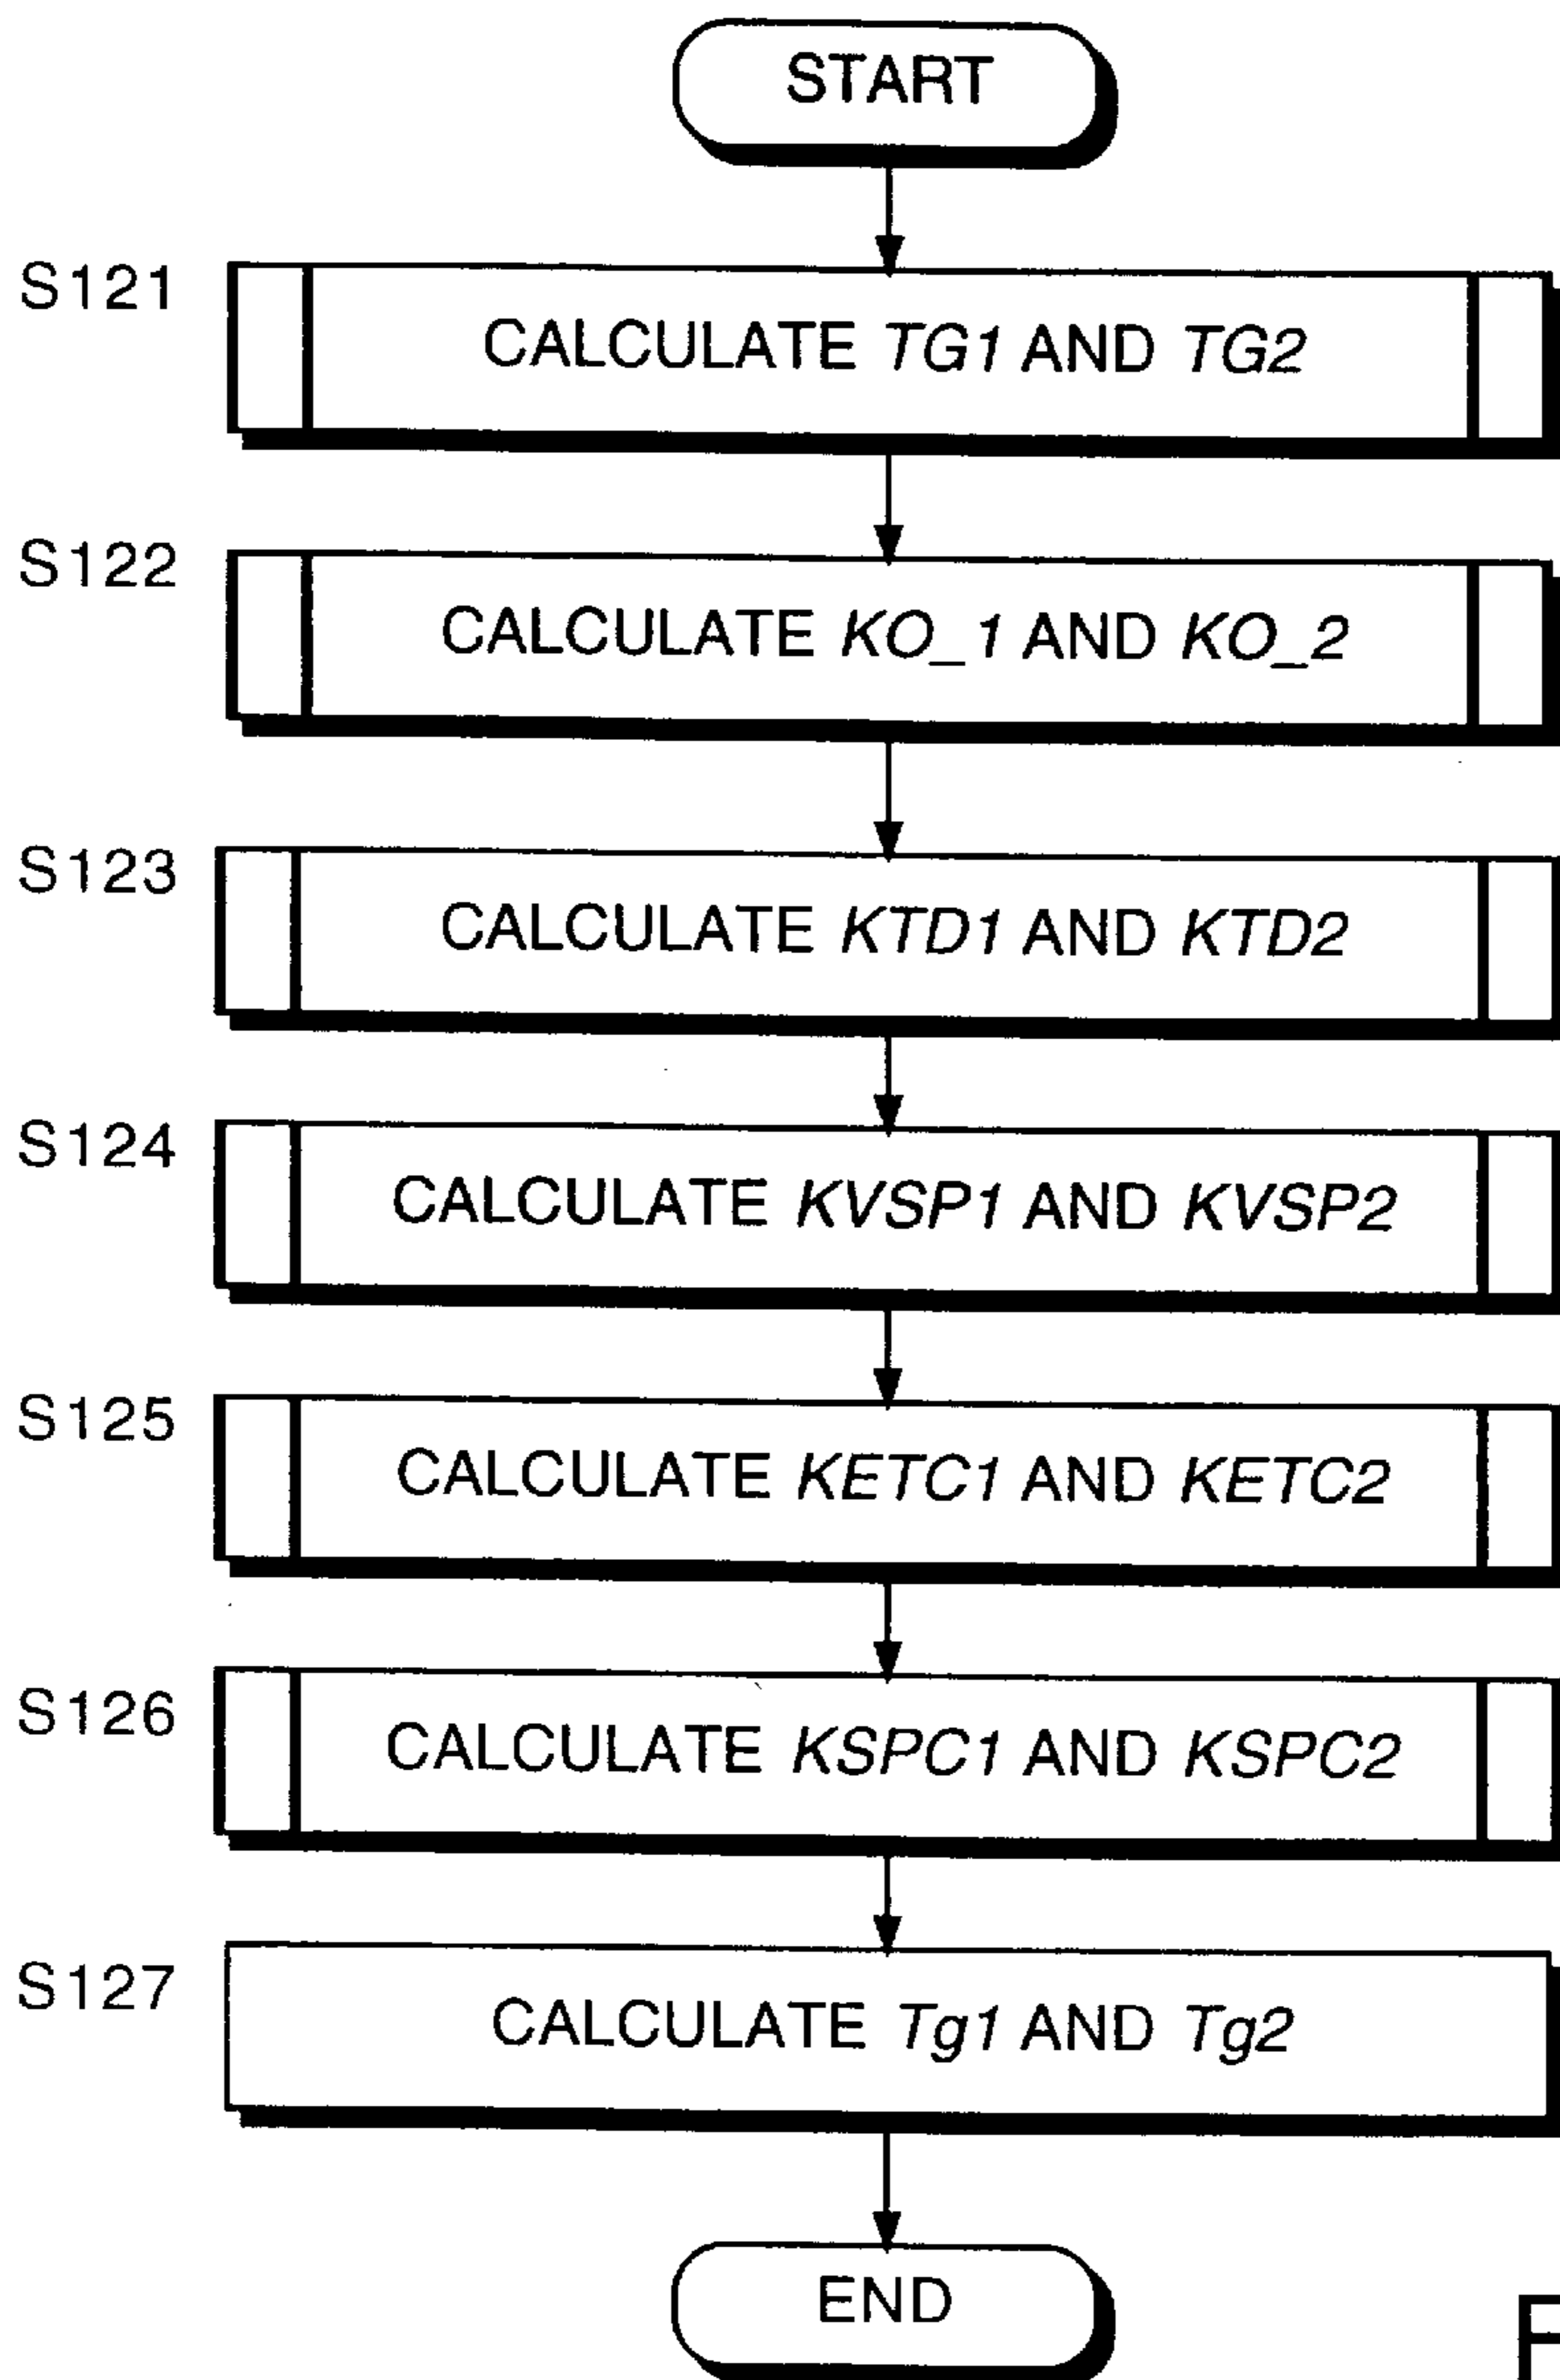 START
S121
CALCULATE TG1 AND TG2
S122
CALCULATE KO_1 AND KO_2
S123
CALCULATE KTD1 AND KTD2
S124
CALCULATE KVSP1 AND KVSP2
S125
CALCULATE KETC1 AND KETC2
S126
CALCULATE KSPC1 AND KSPC2
S127
CALCULATE Tg1 AND Tg2
END